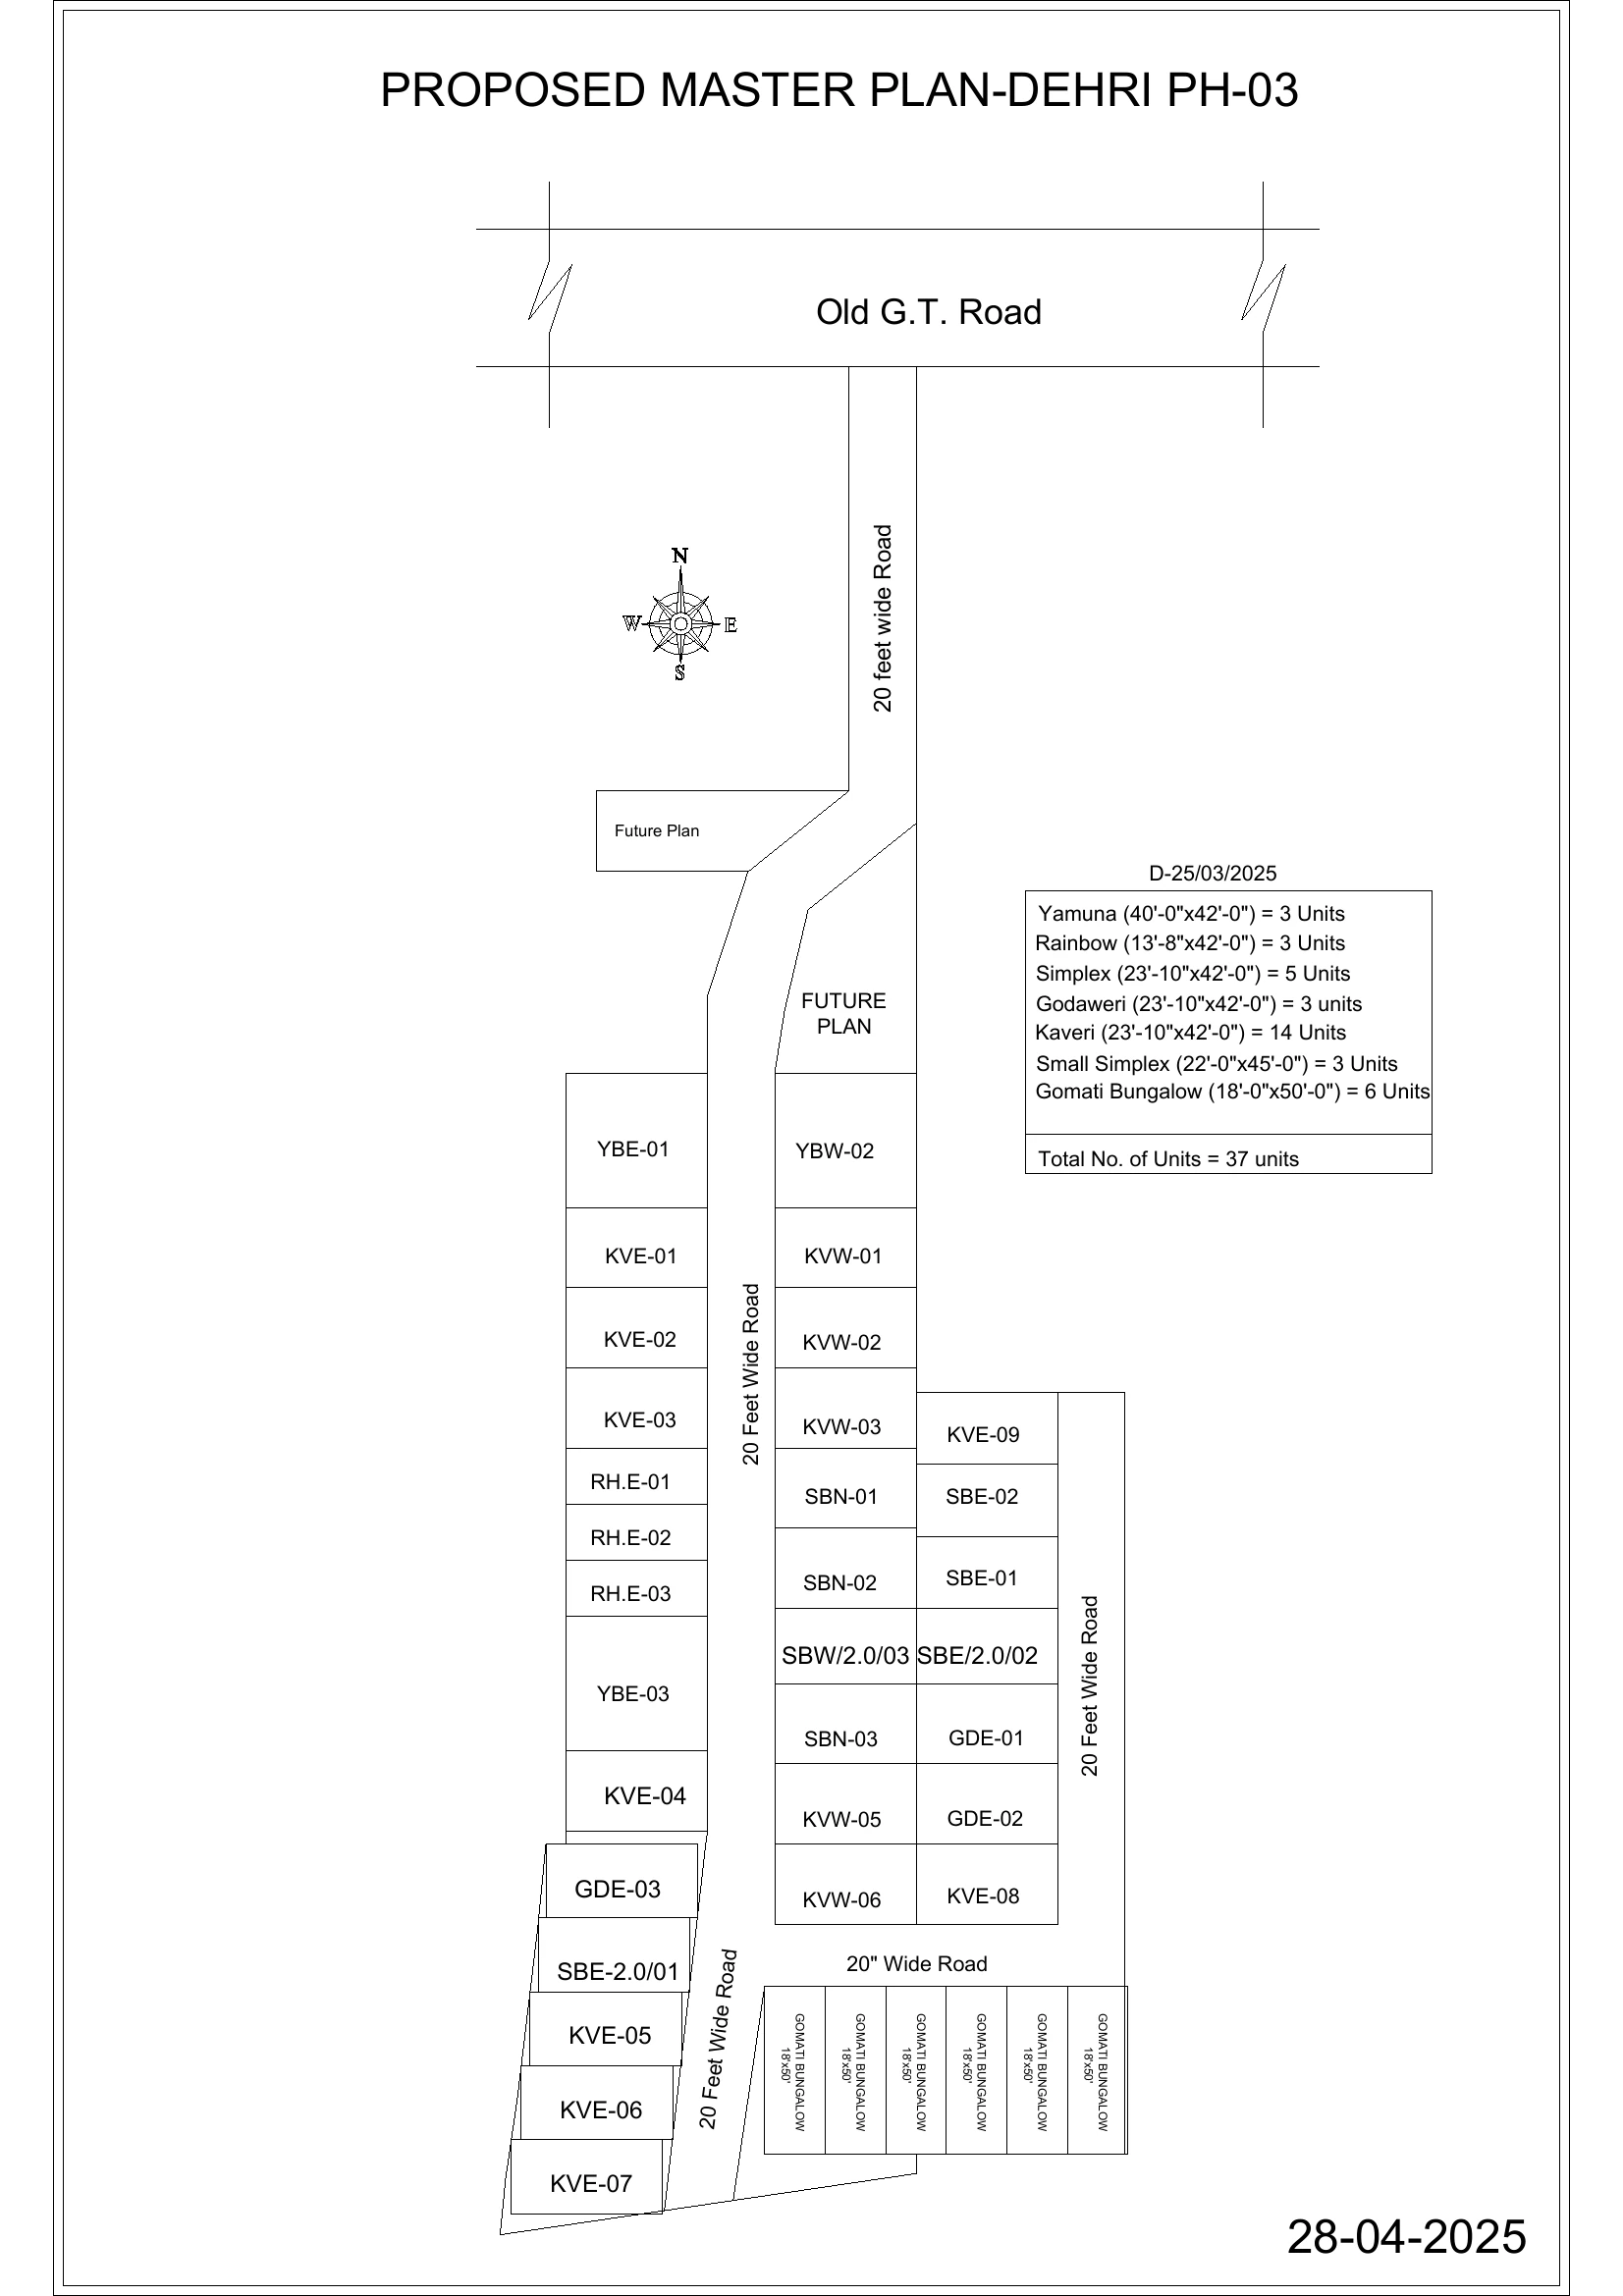 PROPOSED MASTER PLAN-DEHRI PH-03
Old G.T. Road
20 feet wide Road
N
W
E
S
Future Plan
D-25/03/2025
Yamuna (40'-0"x42'-0") = 3 Units
Rainbow (13'-8"x42'-0") = 3 Units
Simplex (23'-10"x42'-0") = 5 Units
Godaweri (23'-10"x42'-0") = 3 units
Kaveri (23'-10"x42'-0") = 14 Units
Small Simplex (22'-0"x45'-0") = 3 Units
Gomati Bungalow (18'-0"x50'-0") = 6 Units
Total No. of Units = 37 units
FUTURE
PLAN
YBE-01
KVE-01
KVE-02
KVE-03
RH.E-01
RH.E-02
RH.E-03
YBE-03
KVE-04
GDE-03
SBE-2.0/01
KVE-05
KVE-06
KVE-07
20 Feet Wide Road
20 Feet Wide Road
YBW-02
KVW-01
KVW-02
KVW-03
SBN-01
SBN-02
SBW/2.0/03
SBN-03
KVW-05
KVW-06
KVE-09
SBE-02
SBE-01
SBE/2.0/02
GDE-01
GDE-02
KVE-08
20 Feet Wide Road
20" Wide Road
GOMATI BUNGALOW
18'x50'
GOMATI BUNGALOW
18'x50'
GOMATI BUNGALOW
18'x50'
GOMATI BUNGALOW
18'x50'
GOMATI BUNGALOW
18'x50'
GOMATI BUNGALOW
18'x50'
28-04-2025